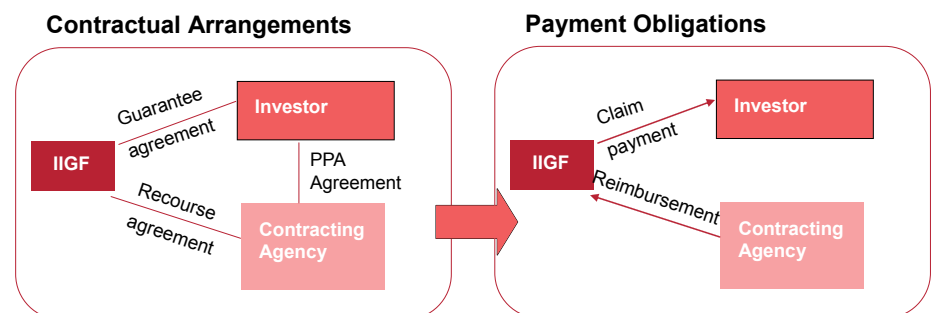 Contractual Arrangements
Guarantee
agreement
Investor
IIGF
PPA
Agreement
Recourse
agreement
Contracting
Agency
Payment Obligations
Claim
payment
Investor
IIGF
Reimbursement
Contracting
Agency